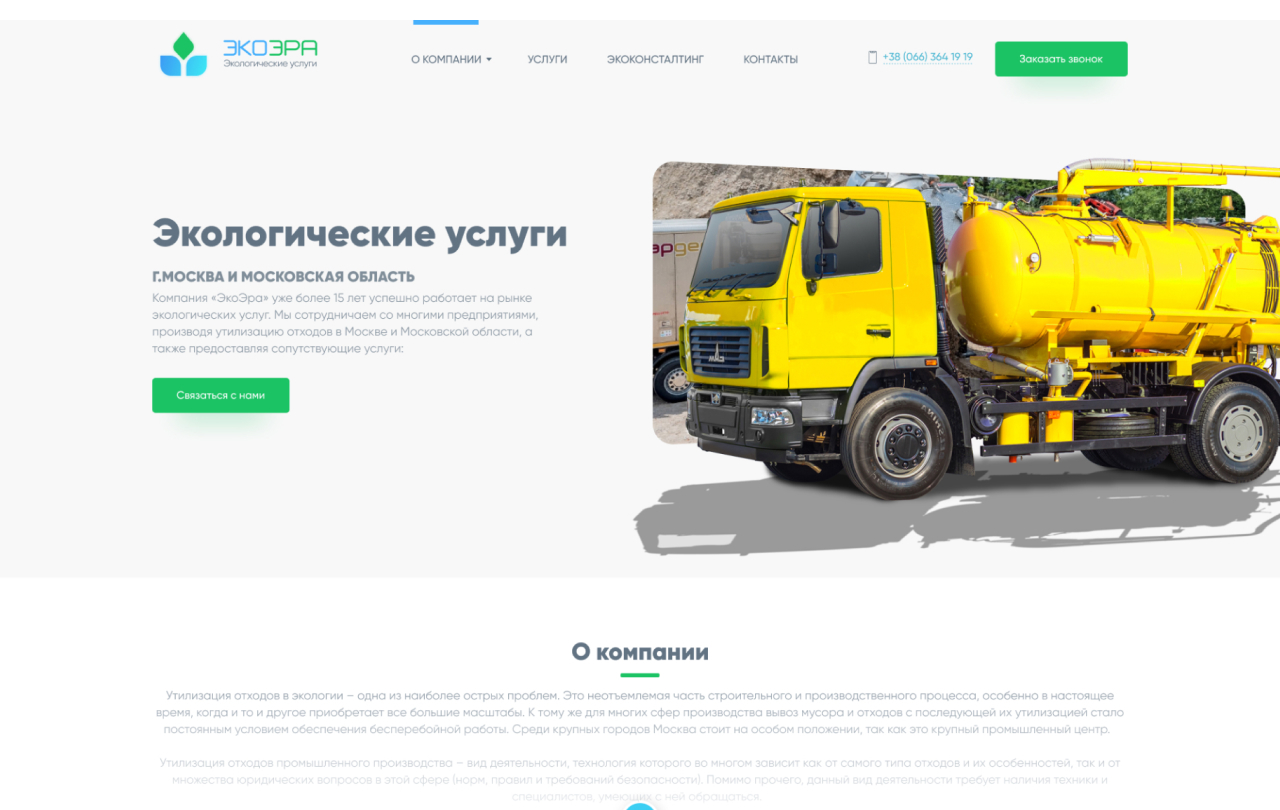 ЭКОЭРА
Экологические услуги
О КОМПАНИИ
УСЛУГИ
ЭКОКОНСАЛТИНГ
КОНТАКТЫ
+38 (066) 364 19 19
Заказать звонок
Экологические услуги
Г.МОСКВА И МОСКОВСКАЯ ОБЛАСТЬ
Компания «ЭкоЭра» уже более 15 лет успешно работает на рынке
экологических услуг. Мы сотрудничаем со многими предприятиями,
производя утилизацию отходов в Москве и Московской области, а
также предоставляя сопутствующие услуги:
Связаться с нами
МАЗ
О компании
Утилизация отходов в экологии – одна из наиболее острых проблем. Это неотъемлемая часть строительного и производственного процесса, особенно в настоящее
время, когда и то и другое приобретает все большие масштабы. К тому же для многих сфер производства вывоз мусора и отходов с последующей их утилизацией стало
постоянным условием обеспечения бесперебойной работы. Среди крупных городов Москва стоит на особом положении, так как это крупный промышленный центр.
Утилизация отходов промышленного производства – вид деятельности, технология которого во многом зависит как от самого типа отходов и их особенностей, так и от
множества юридических вопросов в этой сфере (норм, правил и требований безопасности). Помимо прочего, данный вид деятельности требует наличия техники и
специалистов, умеющих с ней обращаться.